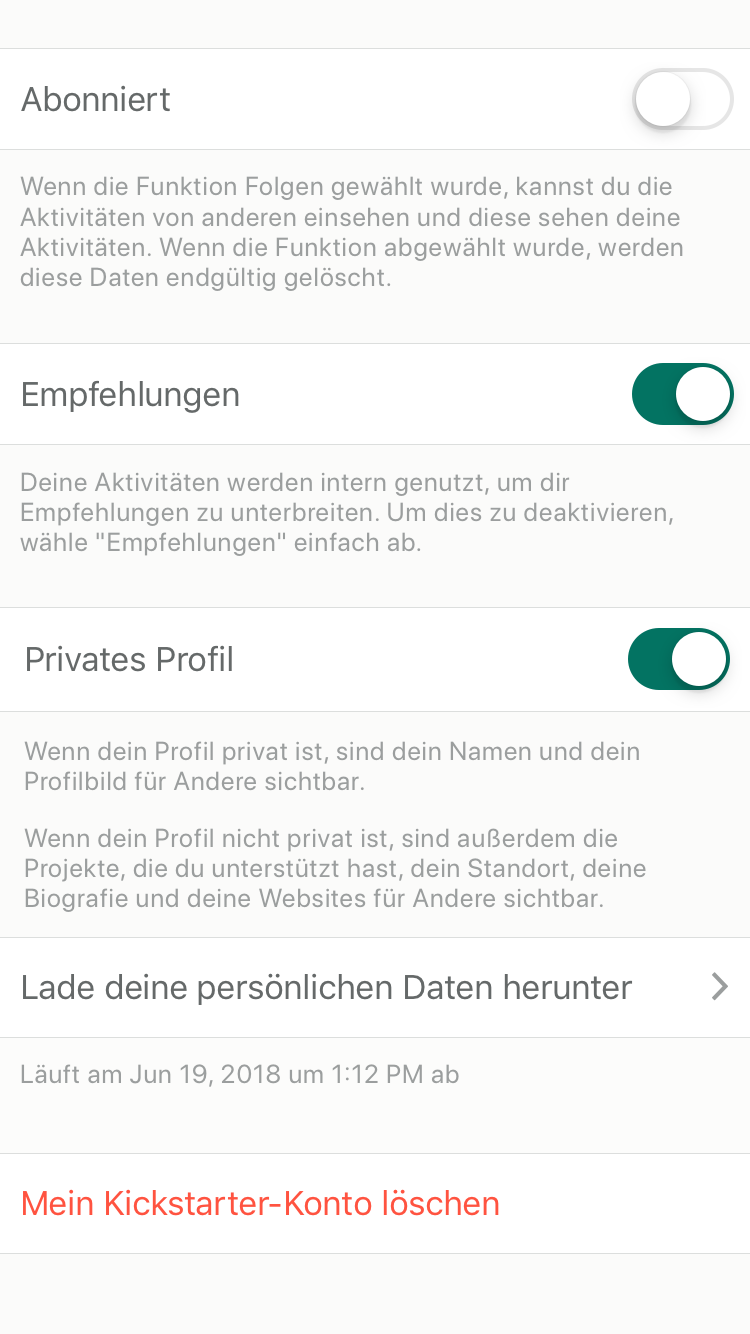 Abonniert
Wenn die Funktion Folgen gewählt wurde, kannst du die
Aktivitäten von anderen einsehen und diese sehen deine
Aktivitäten. Wenn die Funktion abgewählt wurde, werden
diese Daten endgültig gelöscht.
Empfehlungen
Deine Aktivitäten werden intern genutzt, um dir
Empfehlungen zu unterbreiten. Um dies zu deaktivieren,
wähle "Empfehlungen" einfach ab.
Privates Profil
Wenn dein Profil privat ist, sind dein Namen und dein
Profilbild für Andere sichtbar.
Wenn dein Profil nicht privat ist, sind außerdem die
Projekte, die du unterstützt hast, dein Standort, deine
Biografie und deine Websites für Andere sichtbar.
Lade deine persönlichen Daten herunter
Läuft am Jun 19, 2018 um 1:12 PM ab
Mein Kickstarter-Konto löschen